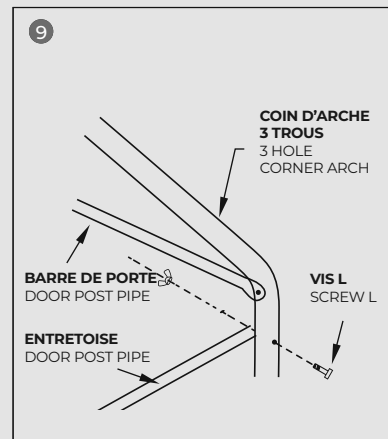 9
COIN D'ARCHE
3 TROUS
3 HOLE
CORNER ARCH
BARRE DE PORTE
DOOR POST PIPE
VIS L
SCREW L
ENTRETOISE
DOOR POST PIPE